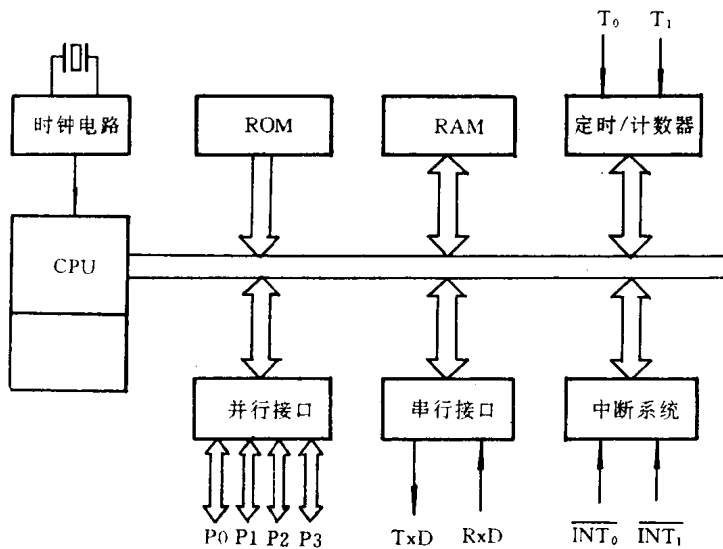 T₀ T₁
时钟电路 ROM RAM 定时/计数器
CPU
并行接口 串行接口 中断系统
P0 P1 P2 P3 TxD RxD INT₀ INT₁